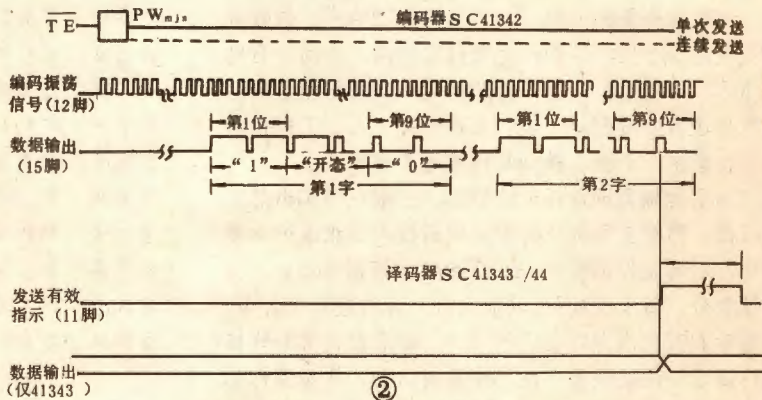 TE PWmjs 编码器SC41342 单次发送
连续发送
编码振荡
信号(12脚)
第1位 第9位 第1位 第9位
数据输出
(15脚)
“1” “开态” “0”
第1字 第2字
译码器SC41343/44
发送有效
指示(11脚)
数据输出
(仅41343)
②